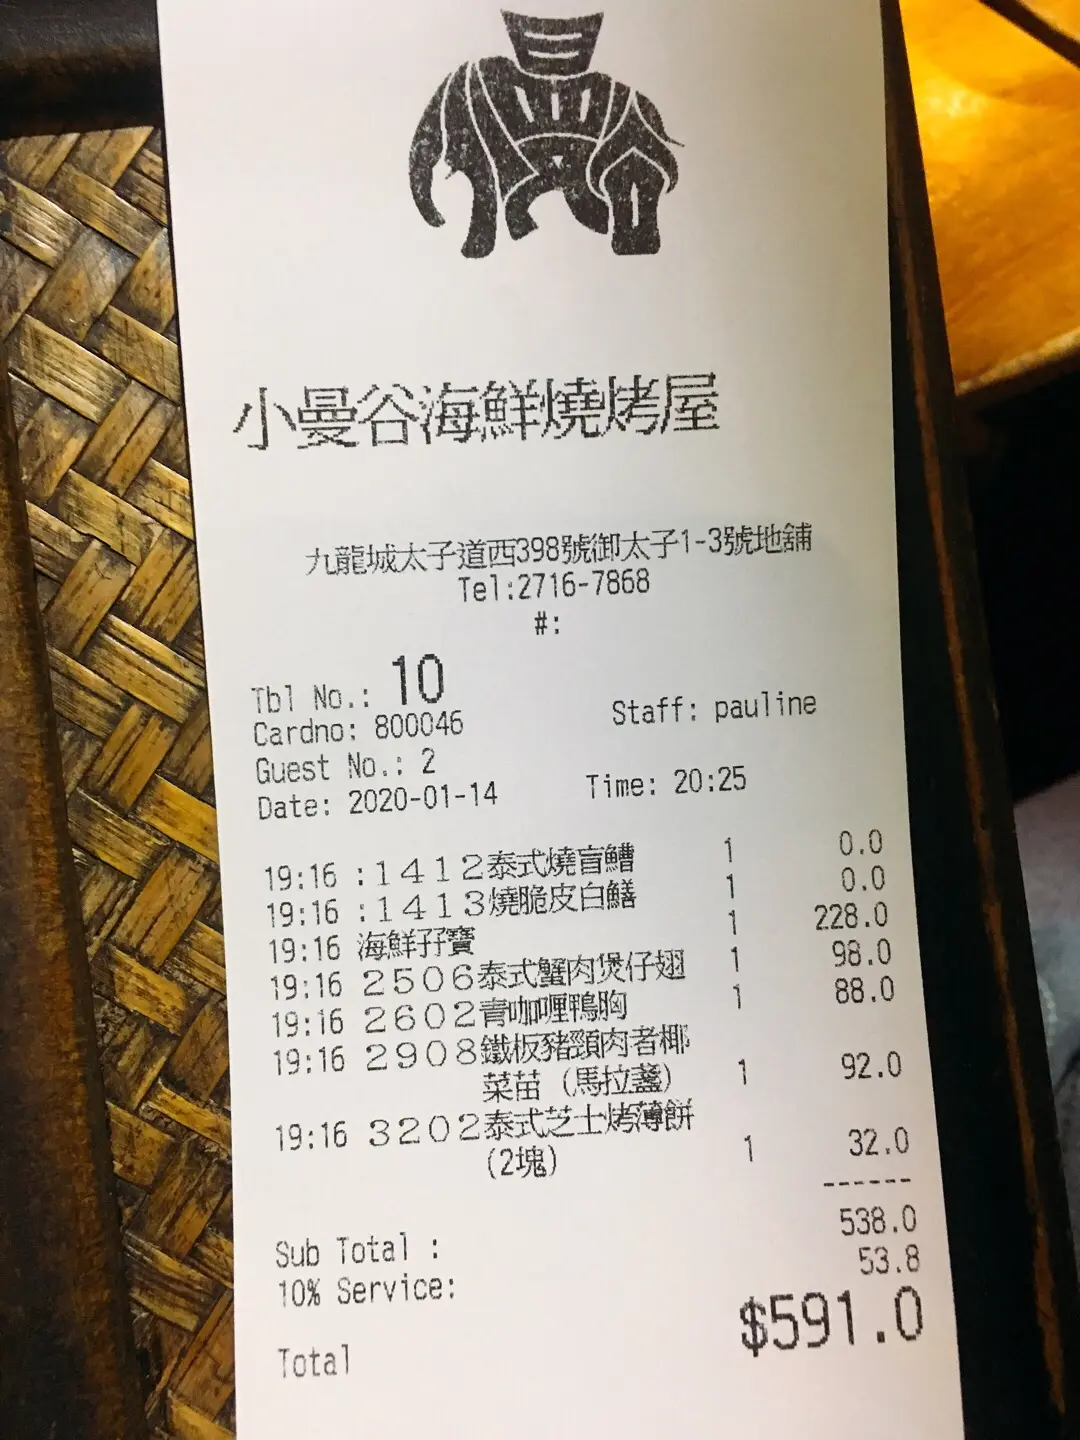 小曼谷海鮮燒烤屋
九龍城太子道西398號御太子1-3號地舖
Tel:2716-7868
#:
Tbl No.: 10
Cardno: 800046 Staff: pauline
Guest No.: 2
Date: 2020-01-14 Time: 20:25
19:16 :１４１２泰式燒盲鰽 1 0.0
19:16 :１４１３燒脆皮白鱔 1 0.0
19:16 海鮮孖寶 1 228.0
19:16 ２５０６泰式蟹肉煲仔翅 1 98.0
19:16 ２６０２青咖喱鴨胸 1 88.0
19:16 ２９０８鐵板豬頸肉者椰
菜苗 (馬拉盞) 1 92.0
19:16 ３２０２泰式芝士烤薄餅
(2塊) 1 32.0
------
Sub Total : 538.0
10% Service: 53.8
Total $591.0